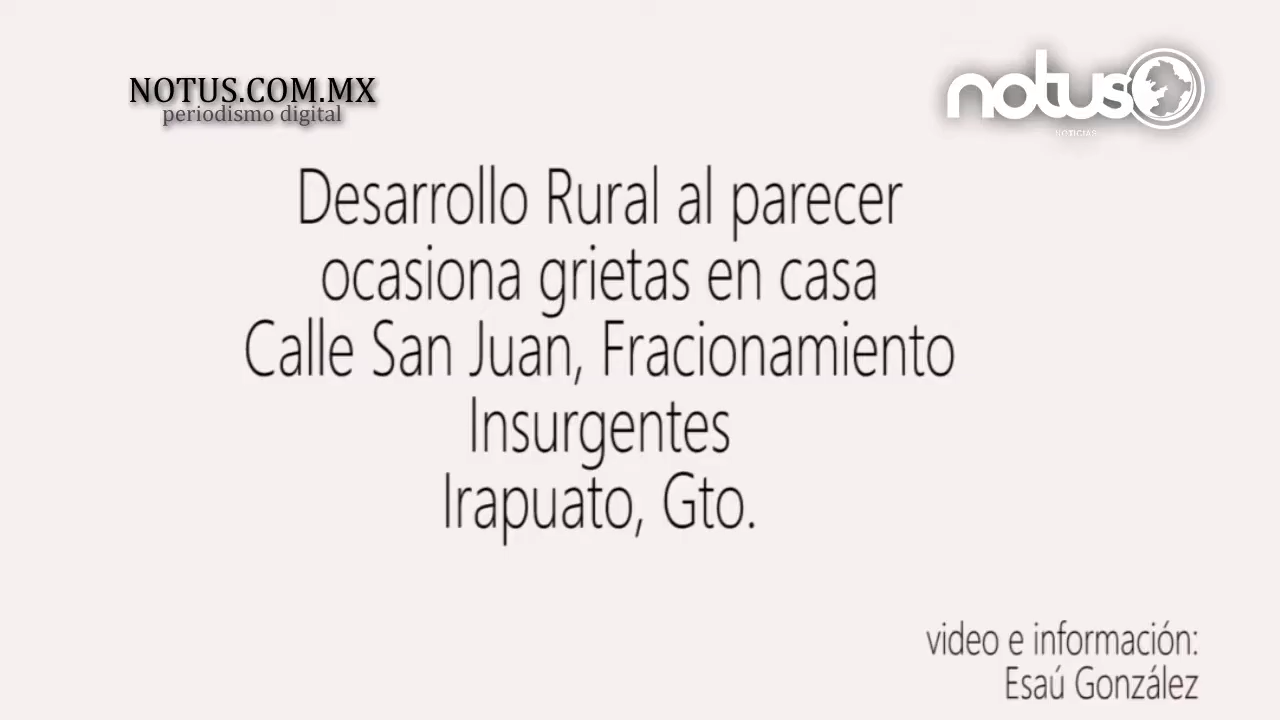 NOTUS.COM.MX
periodismo digital
notus
NOTICIAS
Desarrollo Rural al parecer
ocasiona grietas en casa
Calle San Juan, Fracionamiento
Insurgentes
Irapuato, Gto.
video e información:
Esaú González